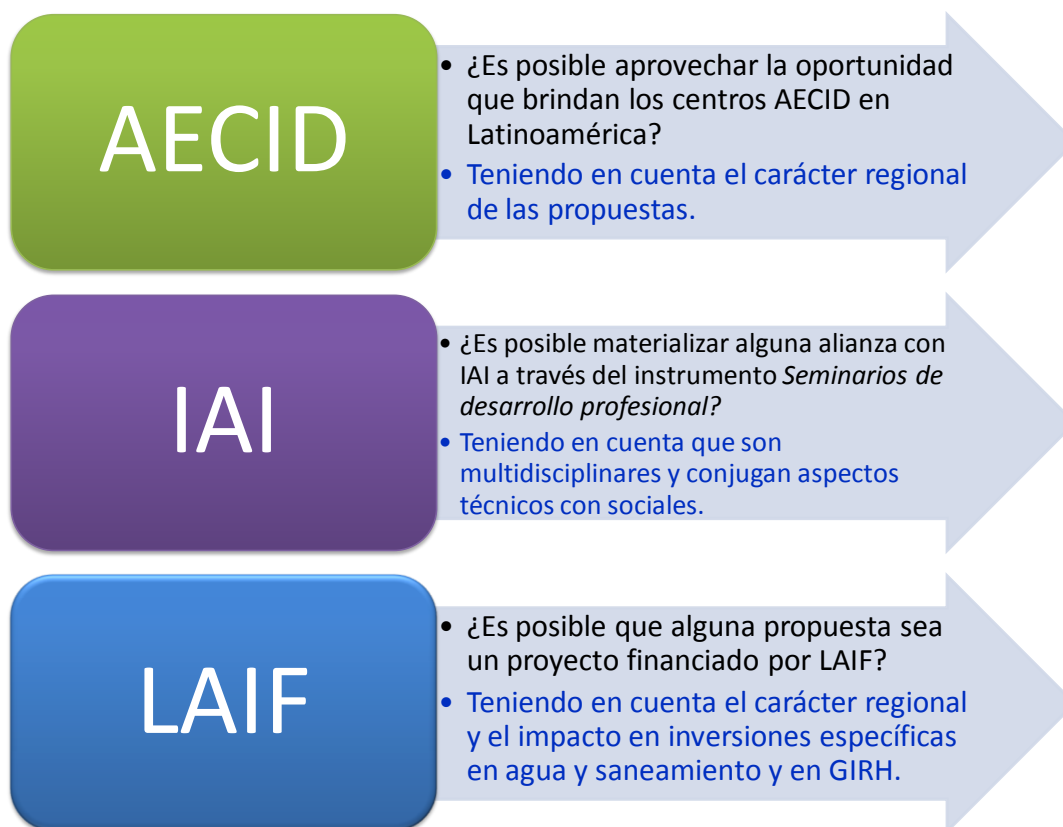 AECID
• ¿Es posible aprovechar la oportunidad
que brindan los centros AECID en
Latinoamérica?
• Teniendo en cuenta el carácter regional
de las propuestas.
IAI
• ¿Es posible materializar alguna alianza con
IAI a través del instrumento Seminarios de
desarrollo profesional?
• Teniendo en cuenta que son
multidisciplinares y conjugan aspectos
técnicos con sociales.
LAIF
• ¿Es posible que alguna propuesta sea
un proyecto financiado por LAIF?
• Teniendo en cuenta el carácter regional
y el impacto en inversiones específicas
en agua y saneamiento y en GIRH.